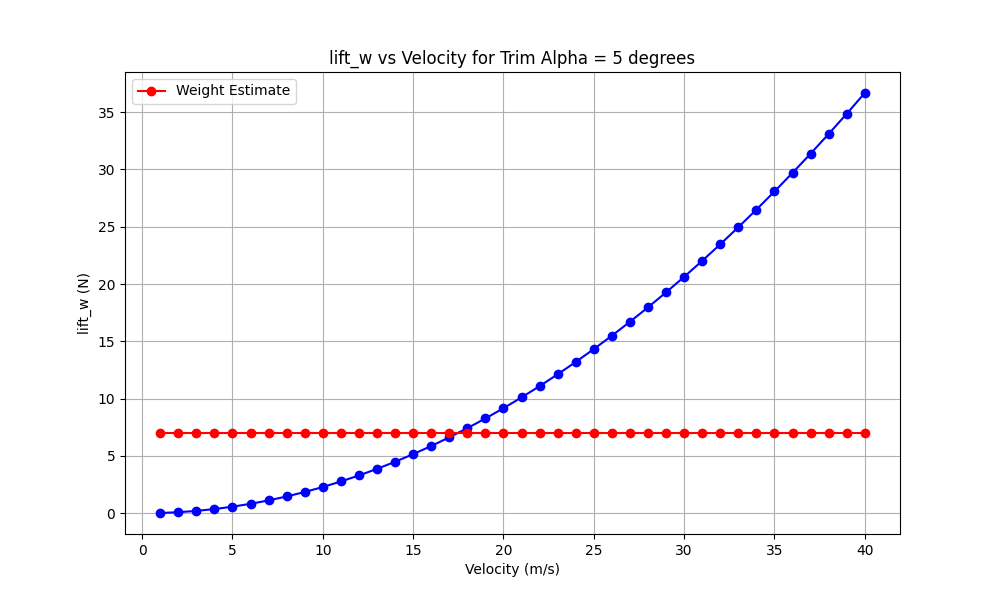 lift_w vs Velocity for Trim Alpha = 5 degrees
Weight Estimate
lift_w (N)
35
30
25
20
15
10
5
0
0 5 10 15 20 25 30 35 40
Velocity (m/s)